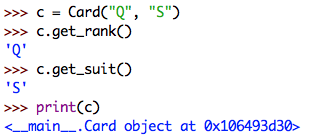 >>> c = Card("Q", "S")
>>> c.get_rank()
'Q'
>>> c.get_suit()
'S'
>>> print(c)
<__main__.Card object at 0x106493d30>